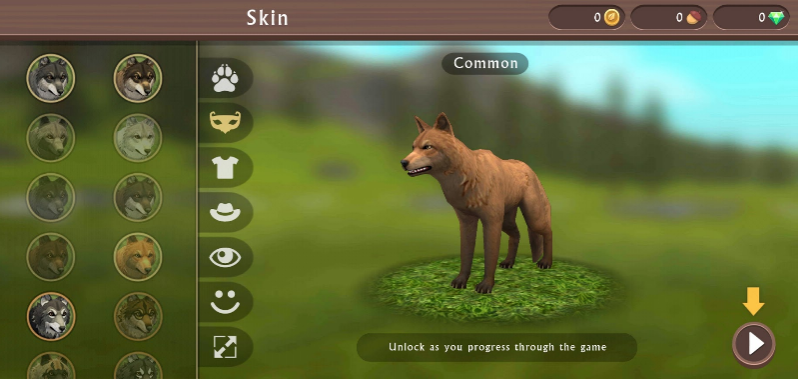 Skin
0
0
0
Common
Unlock as you progress through the game